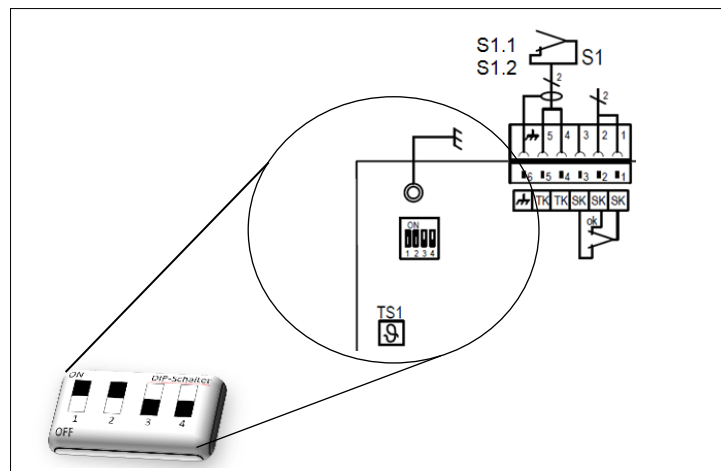 S1.1
S1.2
S1
2
2
5 4 3 2 1
6 5 4 3 2 1
TK TK SK SK SK
ok
ON
1 2 3 4
TS1
ϑ
ON
DIP-Schalter
1 2 3 4
OFF